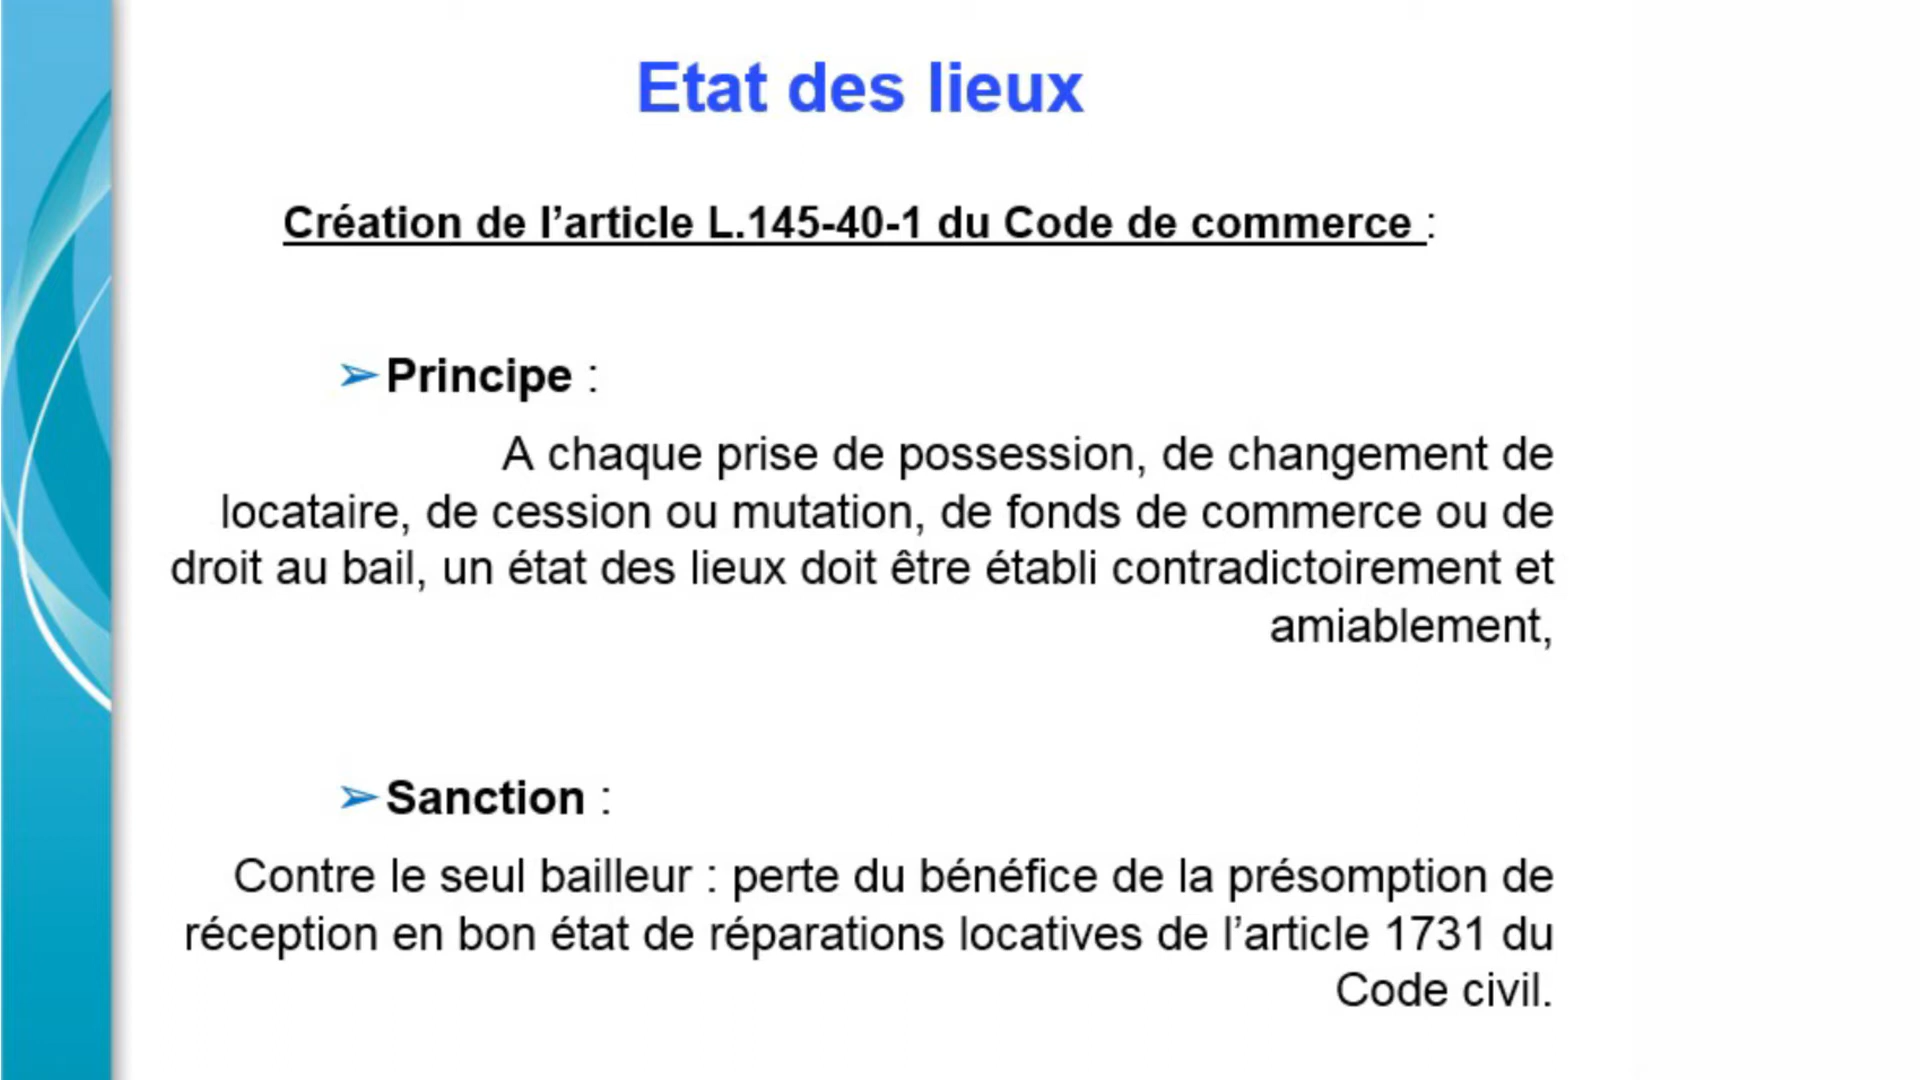 Etat des lieux
Création de l’article L.145-40-1 du Code de commerce :
➢Principe :
A chaque prise de possession, de changement de
locataire, de cession ou mutation, de fonds de commerce ou de
droit au bail, un état des lieux doit être établi contradictoirement et
amiablement,
➢Sanction :
Contre le seul bailleur : perte du bénéfice de la présomption de
réception en bon état de réparations locatives de l’article 1731 du
Code civil.